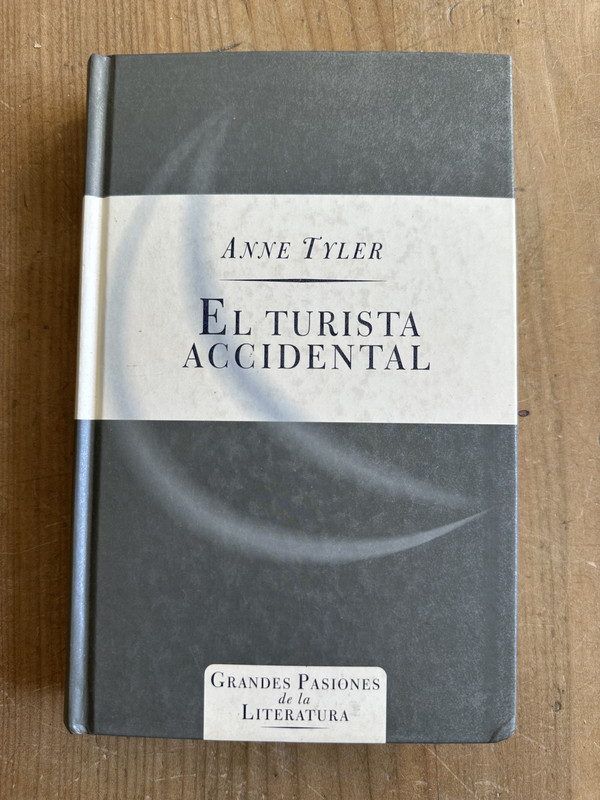 ANNE TYLER
EL TURISTA
ACCIDENTAL
GRANDES PASIONES
de la
LITERATURA